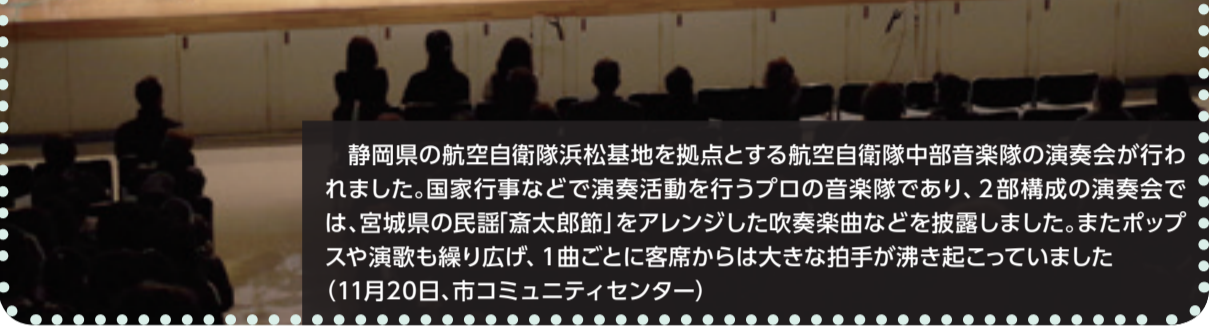 静岡県の航空自衛隊浜松基地を拠点とする航空自衛隊中部音楽隊の演奏会が行わ
れました。国家行事などで演奏活動を行うプロの音楽隊であり、2部構成の演奏会で
は、宮城県の民謡「斎太郎節」をアレンジした吹奏楽曲などを披露しました。またポップ
スや演歌も繰り広げ、1曲ごとに客席からは大きな拍手が沸き起こっていました
（11月20日、市コミュニティセンター）